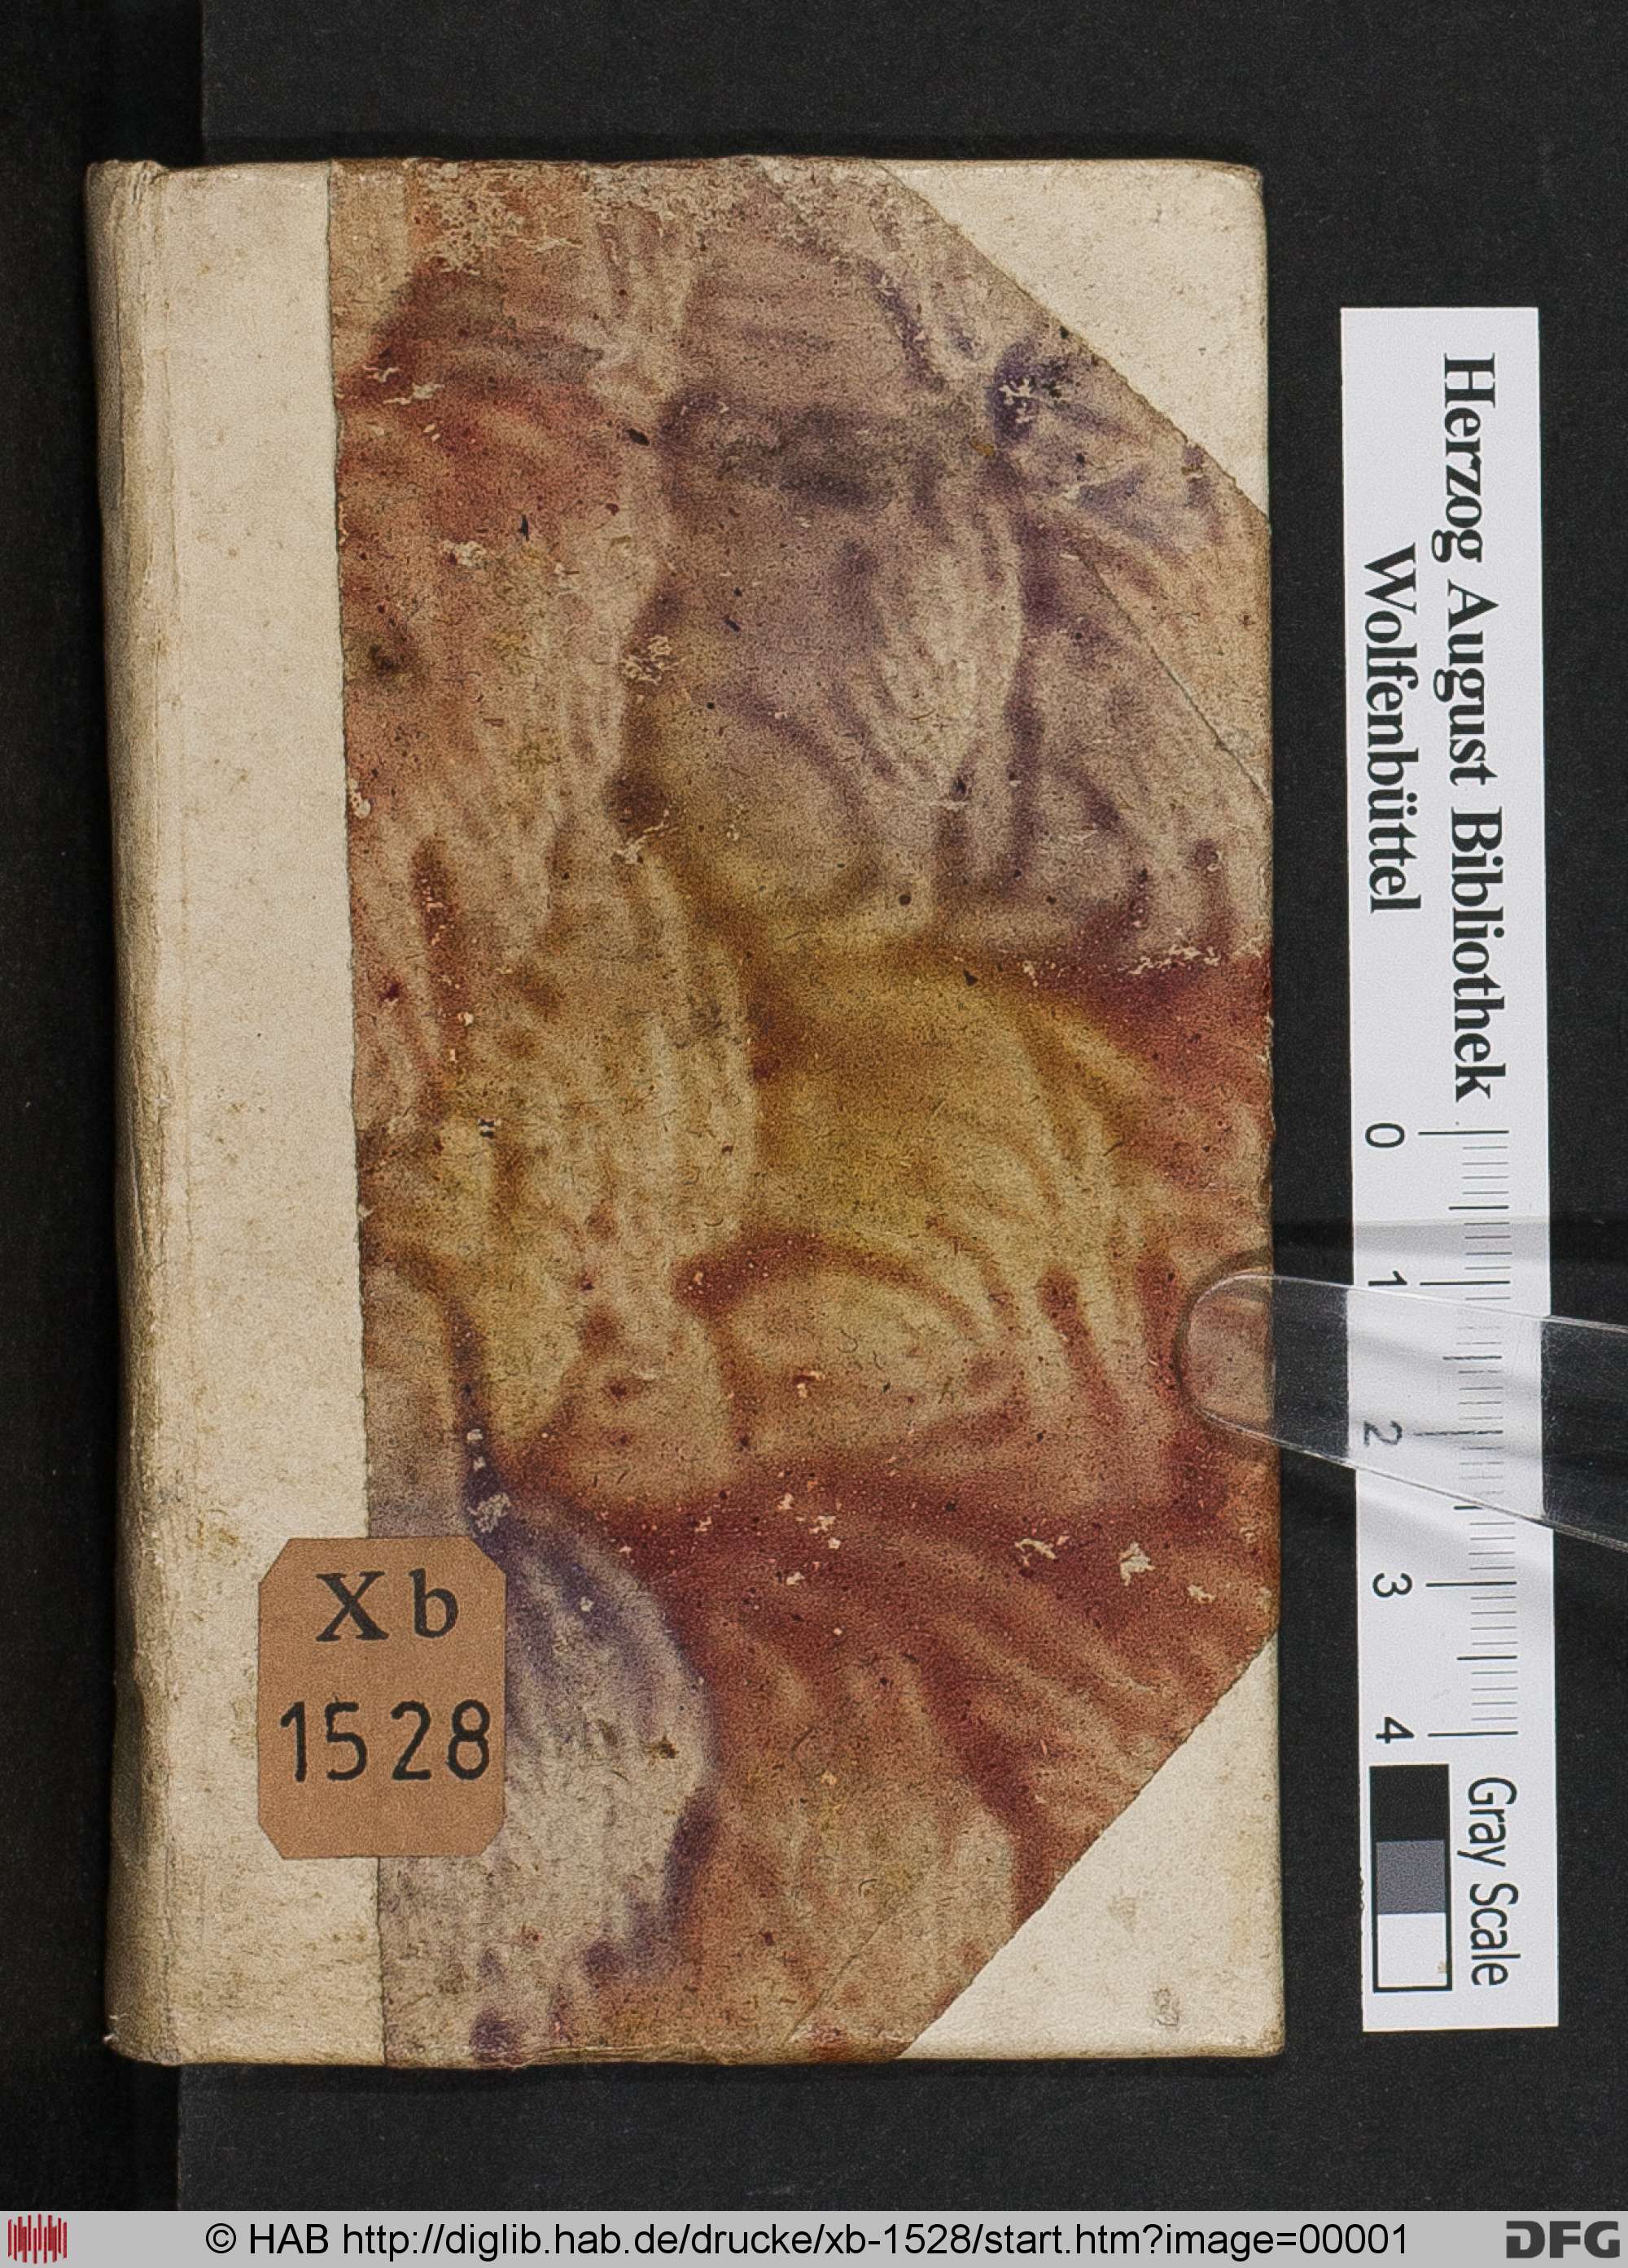 Herzog August Bibliothek
Wolfenbüttel
0 1 2 3 4
Gray Scale
X b
1528
© HAB http://diglib.hab.de/drucke/xb-1528/start.htm?image=00001
DFG